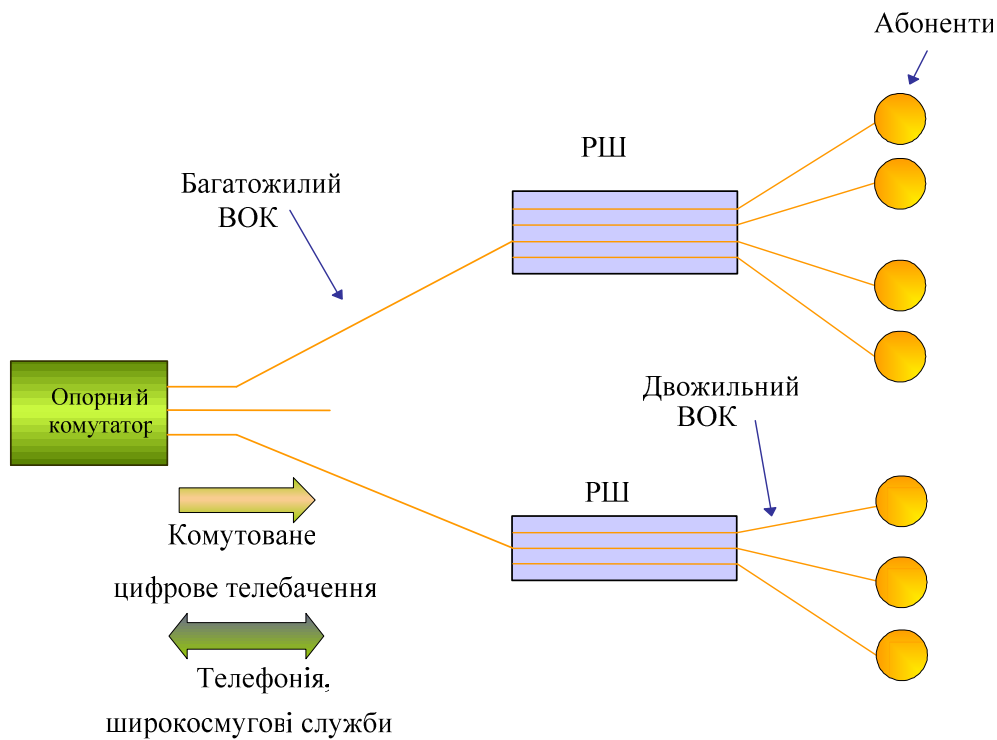 Абоненти
РШ
Багатожилий
ВОК
Опорний
комутатор
Двожильний
ВОК
РШ
Комутоване
цифрове телебачення
Телефонія,
широкосмугові служби